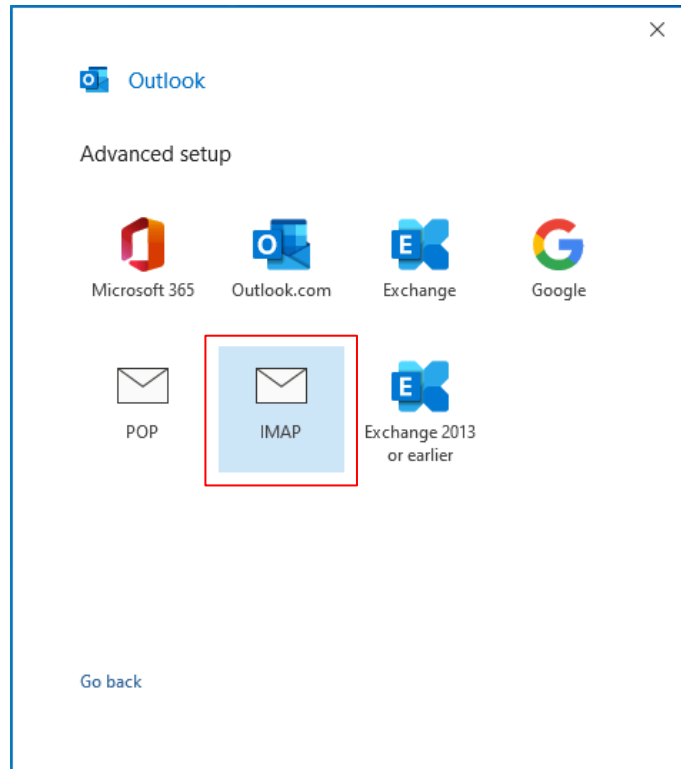 Outlook
Advanced setup
Microsoft 365
Outlook.com
Exchange
Google
POP
IMAP
Exchange 2013
or earlier
Go back